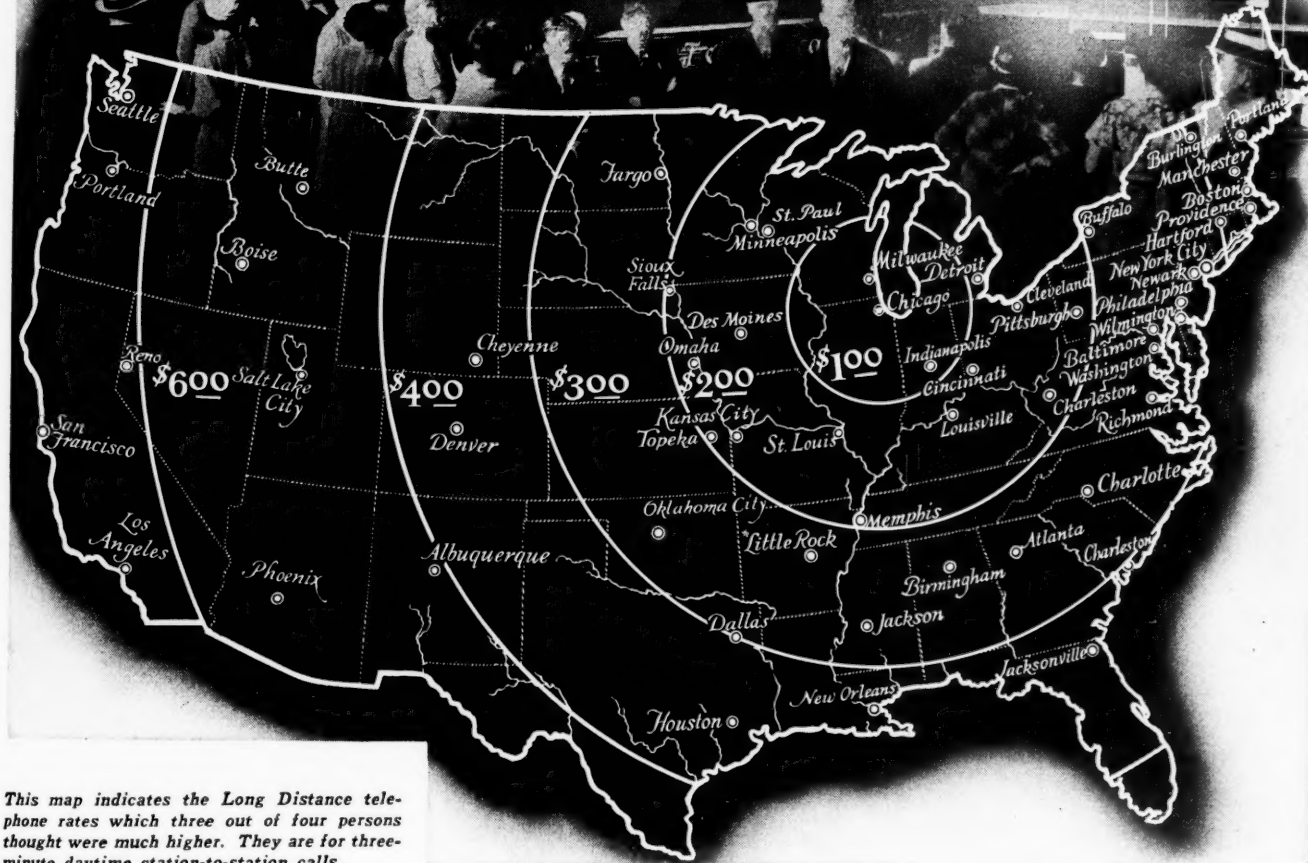 Seattle
Portland
Butte
Boise
Reno
$6.00
Salt Lake
City
San
Francisco
Los
Angeles
Phoenix
Cheyenne
$4.00
Denver
Albuquerque
Fargo
Sioux
Falls
St. Paul
Minneapolis
Des Moines
Omaha
$3.00
$2.00
Kansas City
Topeka
St. Louis
Oklahoma City
Little Rock
Memphis
Dallas
Houston
New Orleans
Jackson
Birmingham
Atlanta
Jacksonville
Charleston
Charlotte
Milwaukee
Detroit
Chicago
$1.00
Indianapolis
Cincinnati
Louisville
Cleveland
Pittsburgh
Buffalo
Portland
Burlington
Manchester
Boston
Providence
Hartford
New York City
Newark
Philadelphia
Wilmington
Baltimore
Washington
Charleston
Richmond
This map indicates the Long Distance tele-
phone rates which three out of four persons
thought were much higher. They are for three-
minute daytime station-to-station calls